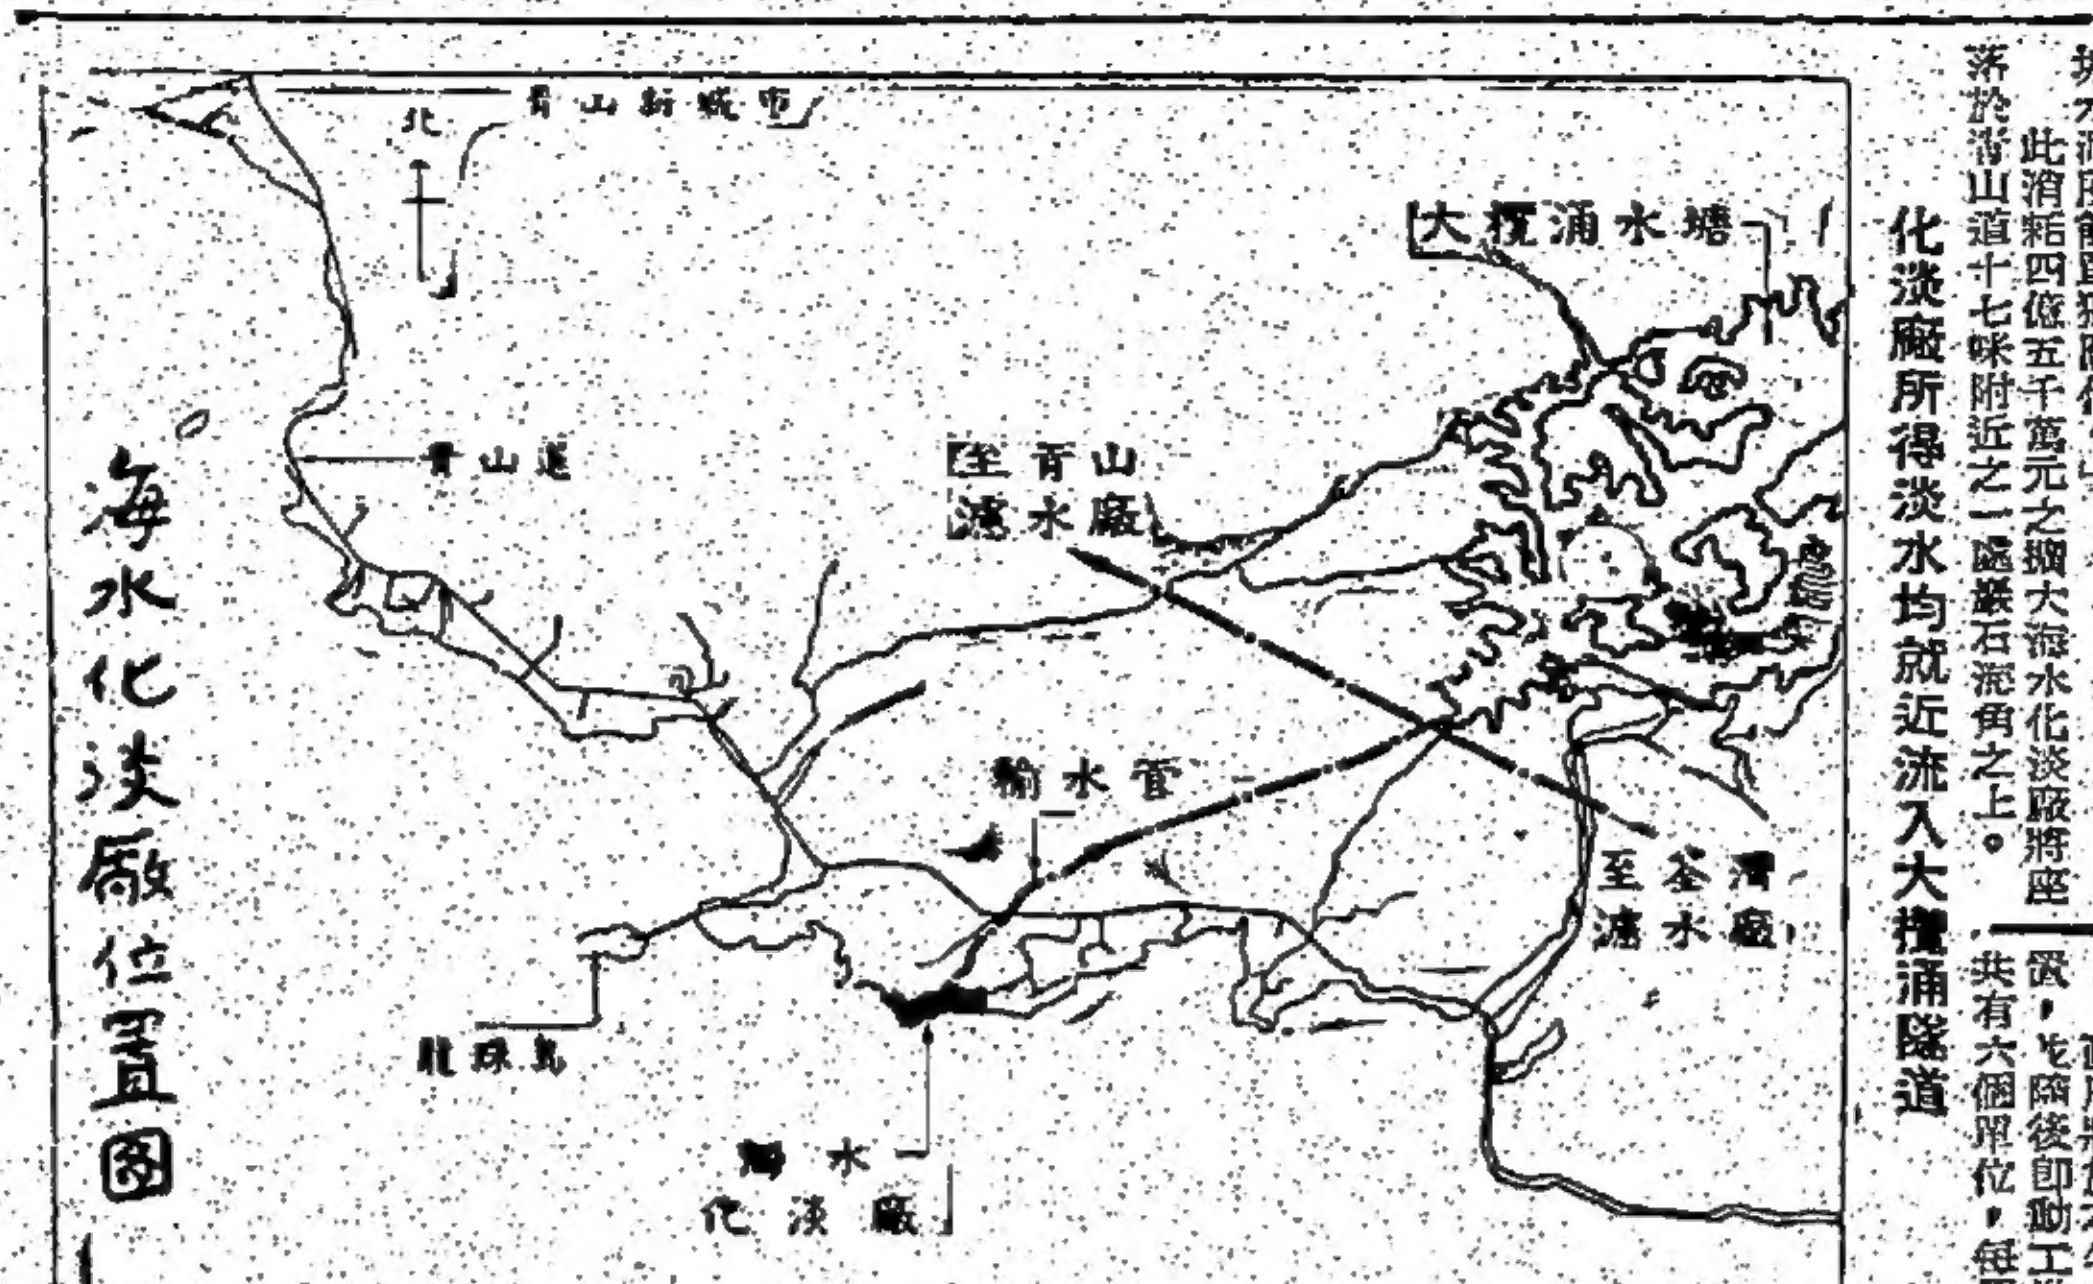 海水化淡廠位置圖
青山新城市
北
大欖涌水塘
青山道
至青山
濾水廠
輸水管
至荃灣
濾水廠
龍珠島
海水
化淡廠
化淡廠所得淡水均就近流入大欖涌隧道
此消耗四億五千萬元之龐大海水化淡廠將座
落於青山道十七咪附近之一處巖石海角之上。
共有六個單位,每